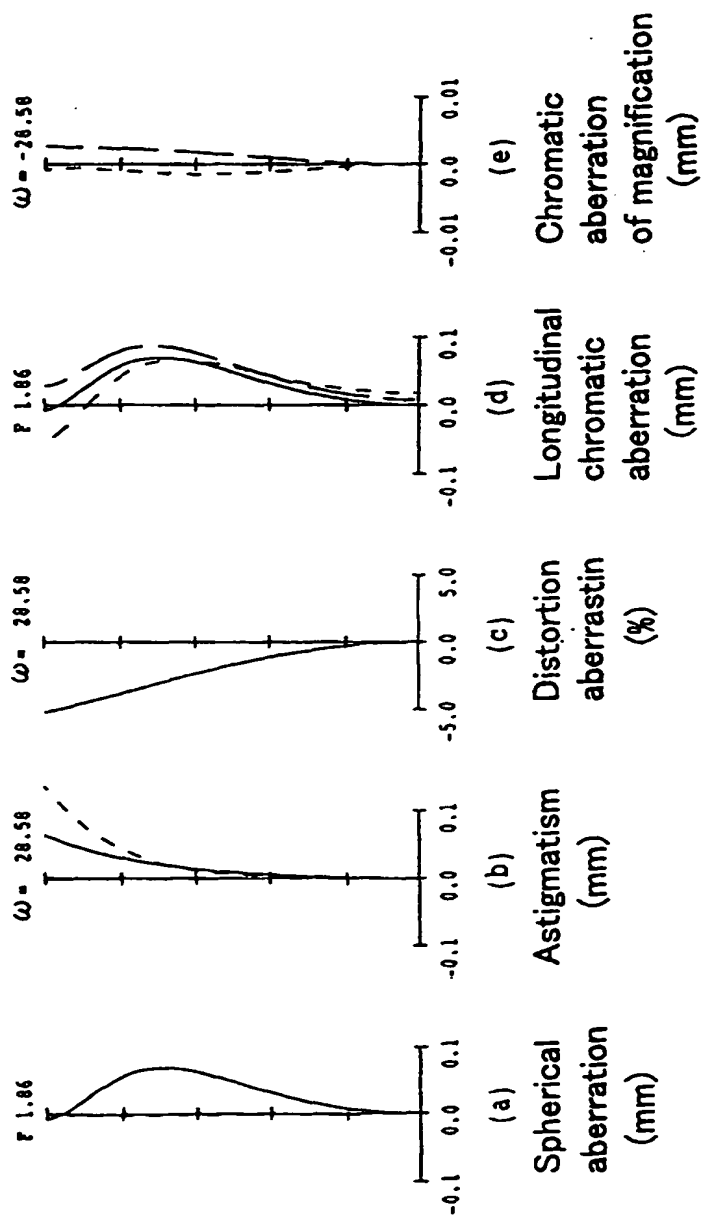 F 1.86
-0.1 0.0 0.1
(a)
Spherical
aberration
(mm)
ω= 28.58
-0.1 0.0 0.1
(b)
Astigmatism
(mm)
ω= 28.58
-5.0 0.0 5.0
(c)
Distortion
aberrastin
(%)
F 1.86
-0.1 0.0 0.1
(d)
Longitudinal
chromatic
aberration
(mm)
ω= -28.58
-0.01 0.0 0.01
(e)
Chromatic
aberration
of magnification
(mm)